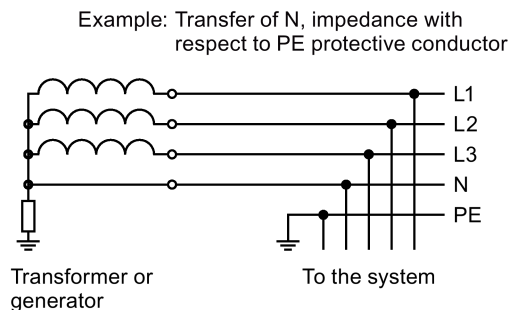 Example: Transfer of N, impedance with
respect to PE protective conductor
L1
L2
L3
N
PE
Transformer or
generator
To the system